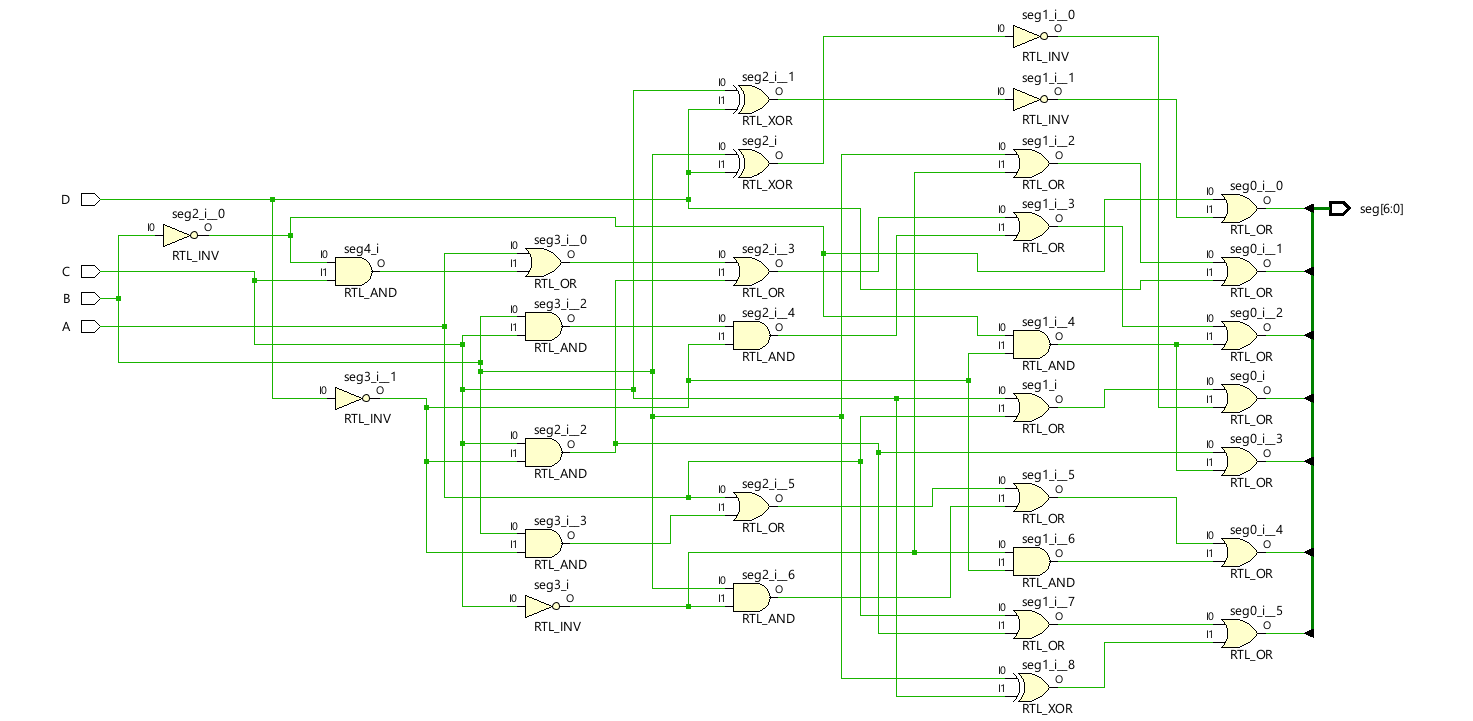 seg1_i__0
I0 O
RTL_INV
seg2_i__1
I0 O
I1
RTL_XOR
seg1_i__1
I0 O
RTL_INV
seg2_i
I0 O
I1
RTL_XOR
seg1_i__2
I0 O
I1
RTL_OR
D
seg2_i__0
I0 O
RTL_INV
seg1_i__3
I0 O
I1
RTL_OR
seg0_i__0
I0 O
I1
RTL_OR
seg[6:0]
seg4_i
I0 O
I1
RTL_AND
seg3_i__0
I0 O
I1
RTL_OR
seg2_i__3
I0 O
I1
RTL_OR
seg0_i__1
I0 O
I1
RTL_OR
C
B
A
seg3_i__2
I0 O
I1
RTL_AND
seg2_i__4
I0 O
I1
RTL_AND
seg1_i__4
I0 O
I1
RTL_AND
seg0_i__2
I0 O
I1
RTL_OR
seg3_i__1
I0 O
RTL_INV
seg1_i
I0 O
I1
RTL_OR
seg0_i
I0 O
I1
RTL_OR
seg2_i__2
I0 O
I1
RTL_AND
seg0_i__3
I0 O
I1
RTL_OR
seg2_i__5
I0 O
I1
RTL_OR
seg1_i__5
I0 O
I1
RTL_OR
seg3_i__3
I0 O
I1
RTL_AND
seg1_i__6
I0 O
I1
RTL_AND
seg0_i__4
I0 O
I1
RTL_OR
seg3_i
I0 O
RTL_INV
seg2_i__6
I0 O
I1
RTL_AND
seg1_i__7
I0 O
I1
RTL_OR
seg0_i__5
I0 O
I1
RTL_OR
seg1_i__8
I0 O
I1
RTL_XOR